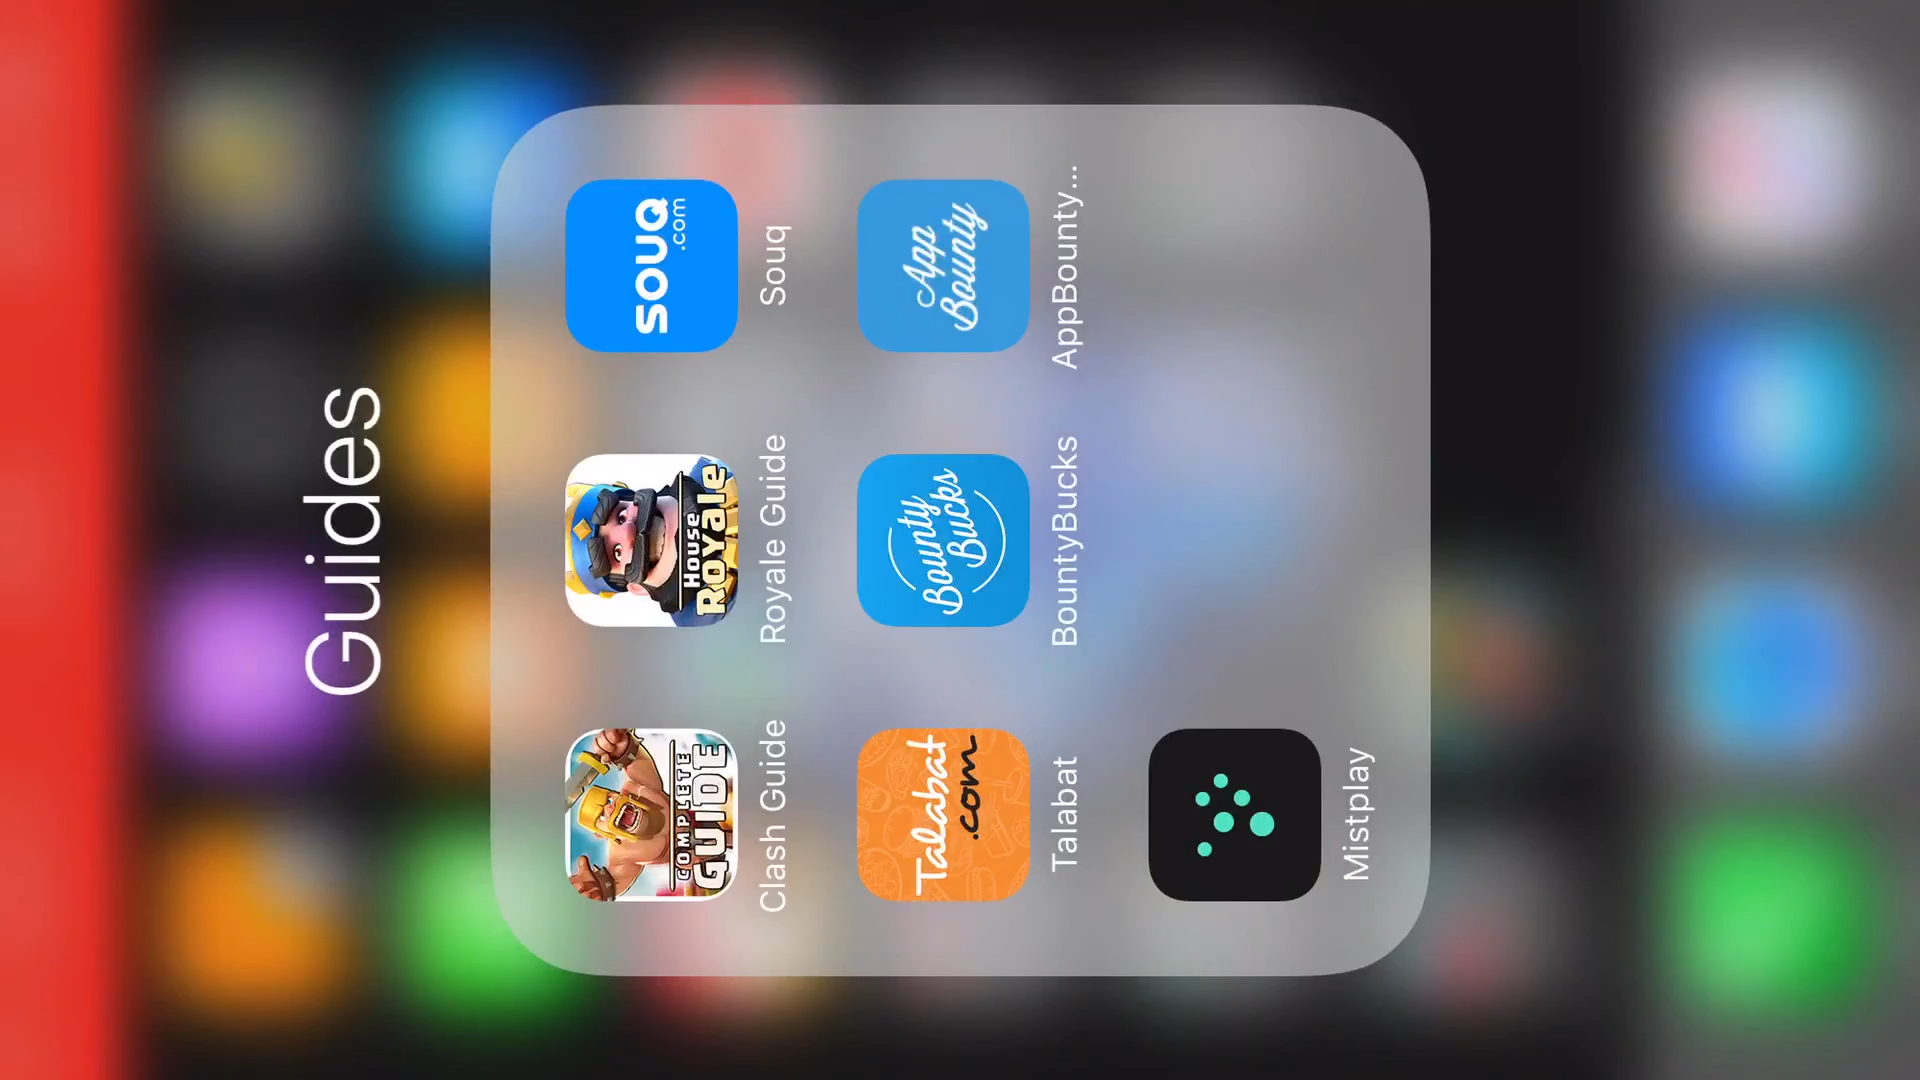 Guides
COMPLETE
GUIDE
Clash Guide
House
ROYALE
Royale Guide
SOUQ
.com
Souq
Talabat
.com
Talabat
Bounty
Bucks
BountyBucks
App
Bounty
AppBounty...
Mistplay